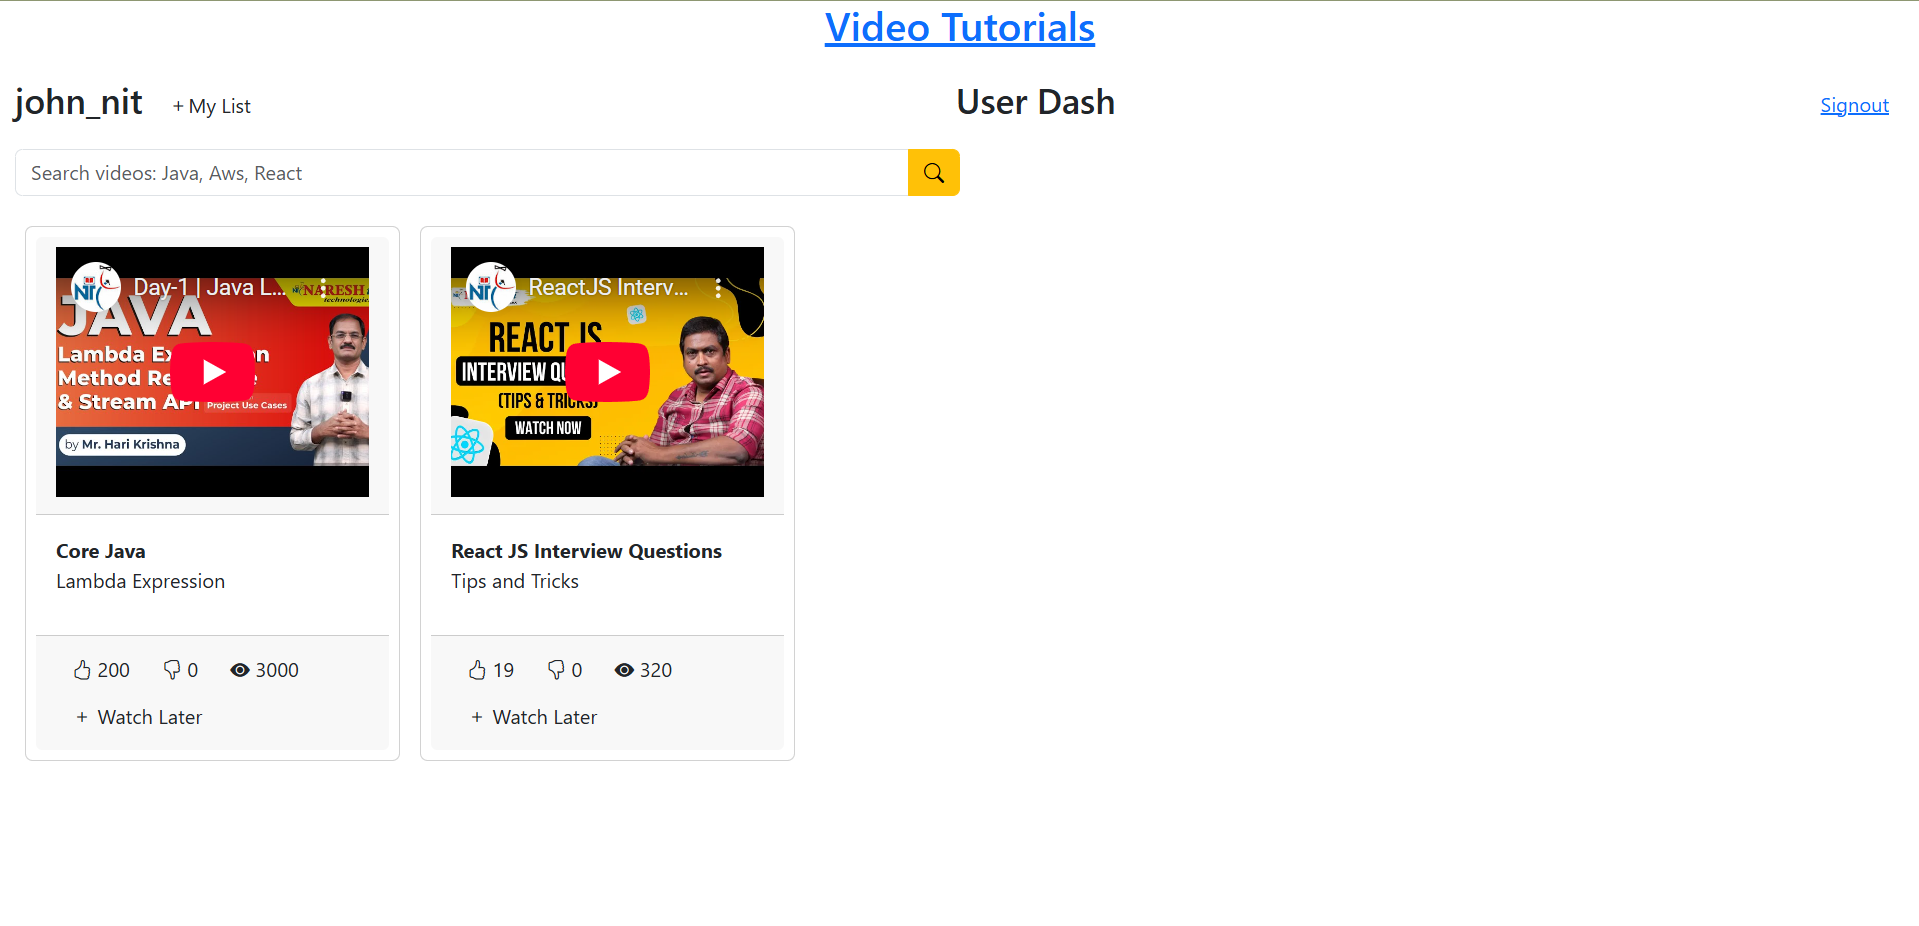 Video Tutorials
john_nit + My List User Dash Signout
Search videos: Java, Aws, React
Day-1 | Java L...
NARESH
technologies
JAVA
Lambda Ex n
Method Re e
& Stream API
Project Use Cases
by Mr. Hari Krishna
ReactJS Interv...
REACT JS
INTERVIEW QU
(TIPS & TRICKS)
WATCH NOW
Core Java
Lambda Expression
200 0 3000
+ Watch Later
React JS Interview Questions
Tips and Tricks
19 0 320
+ Watch Later